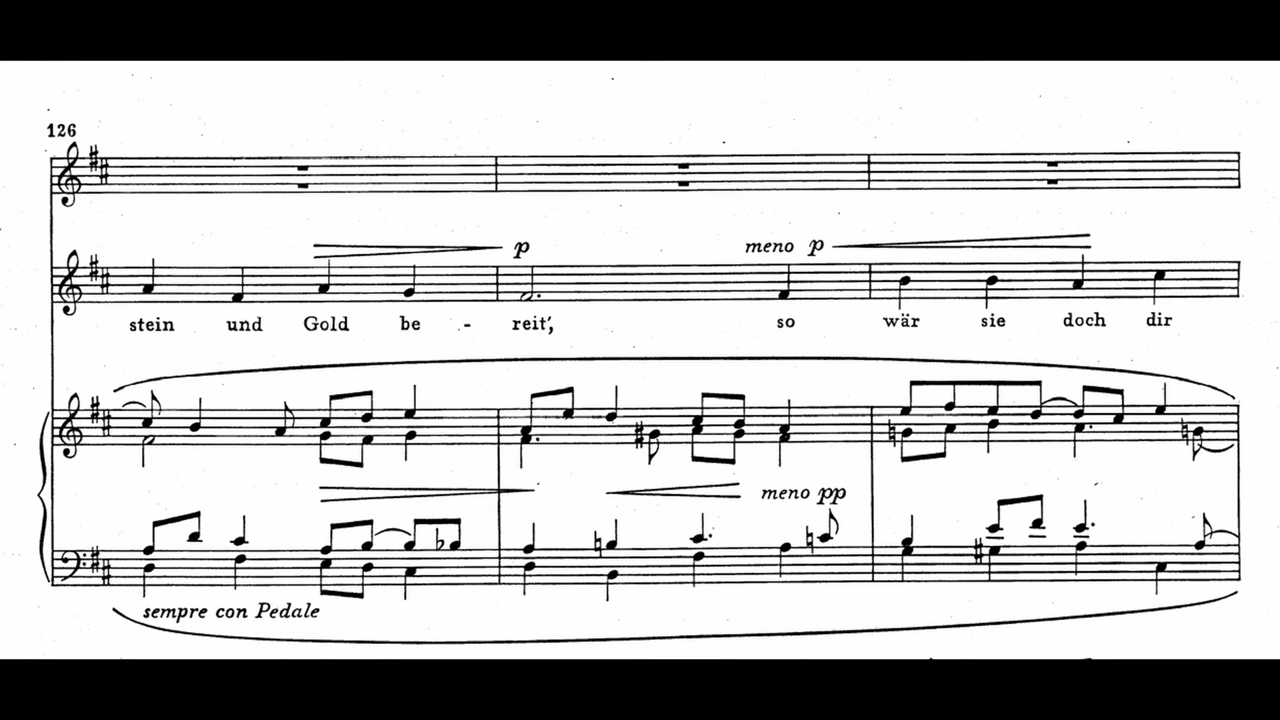 126
p meno p
stein und Gold be - reit', so wär sie doch dir
meno pp
sempre con Pedale